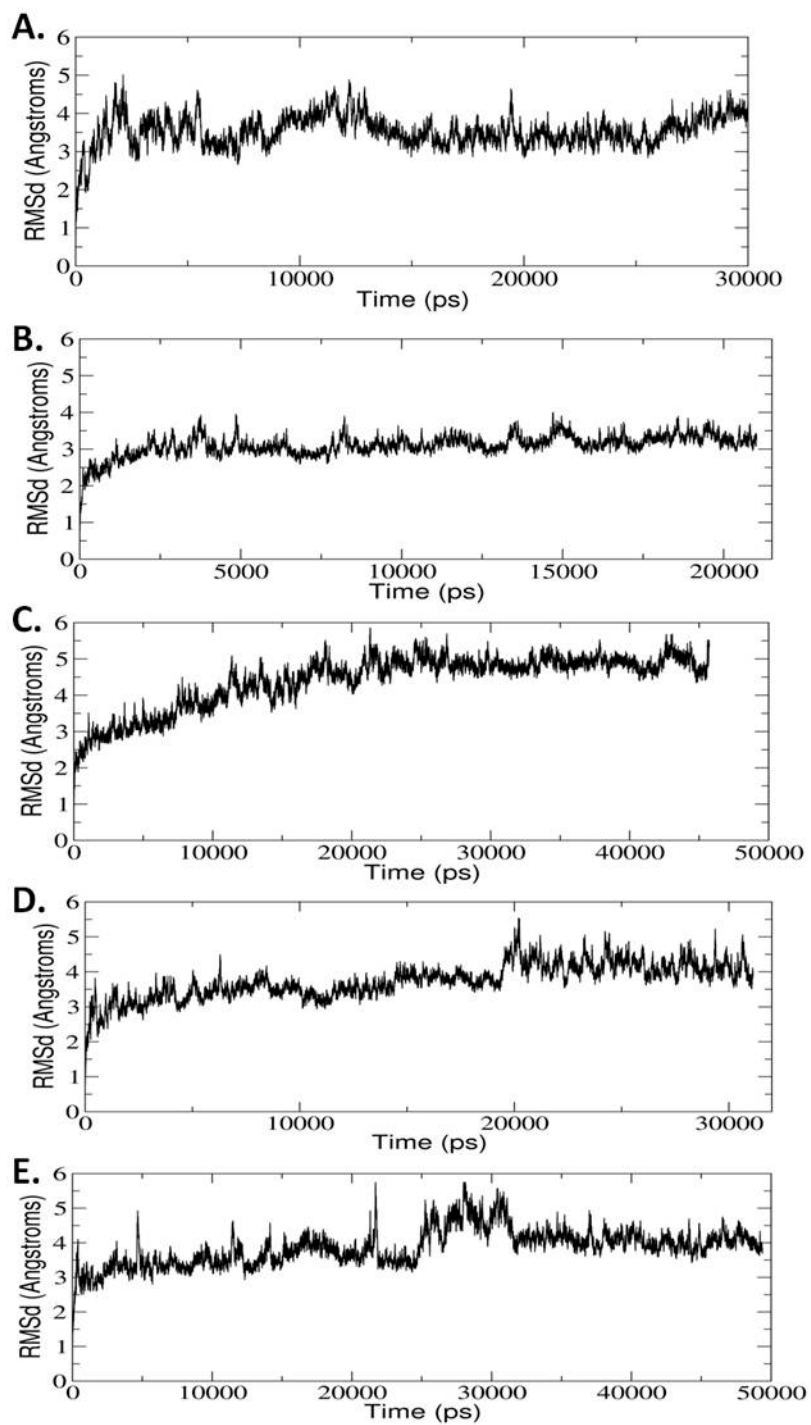 A.
6
5
4
3
2
1
0
RMSd (Angstroms)
0 10000 20000 30000
Time (ps)
B.
6
5
4
3
2
1
0
RMSd (Angstroms)
0 5000 10000 15000 20000
Time (ps)
C.
6
5
4
3
2
1
0
RMSd (Angstroms)
0 10000 20000 30000 40000 50000
Time (ps)
D.
6
5
4
3
2
1
0
RMSd (Angstroms)
0 10000 20000 30000
Time (ps)
E.
6
5
4
3
2
1
0
RMSd (Angstroms)
0 10000 20000 30000 40000 50000
Time (ps)